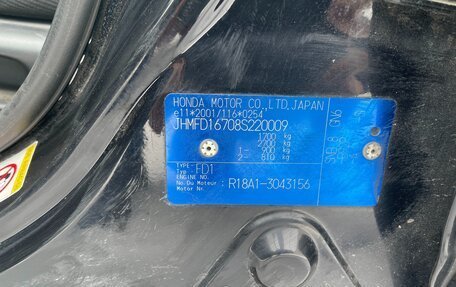 HONDA MOTOR CO.,LTD.JAPAN
e11*2001/116*0254
JHMFD16708S220009
1700 kg
2200 kg
1- 900 kg
2- 810 kg
TYPE
Typ : FD1
ENGINE NO.
No.Du Moteur : R18A1-3043156
Motor Nr.